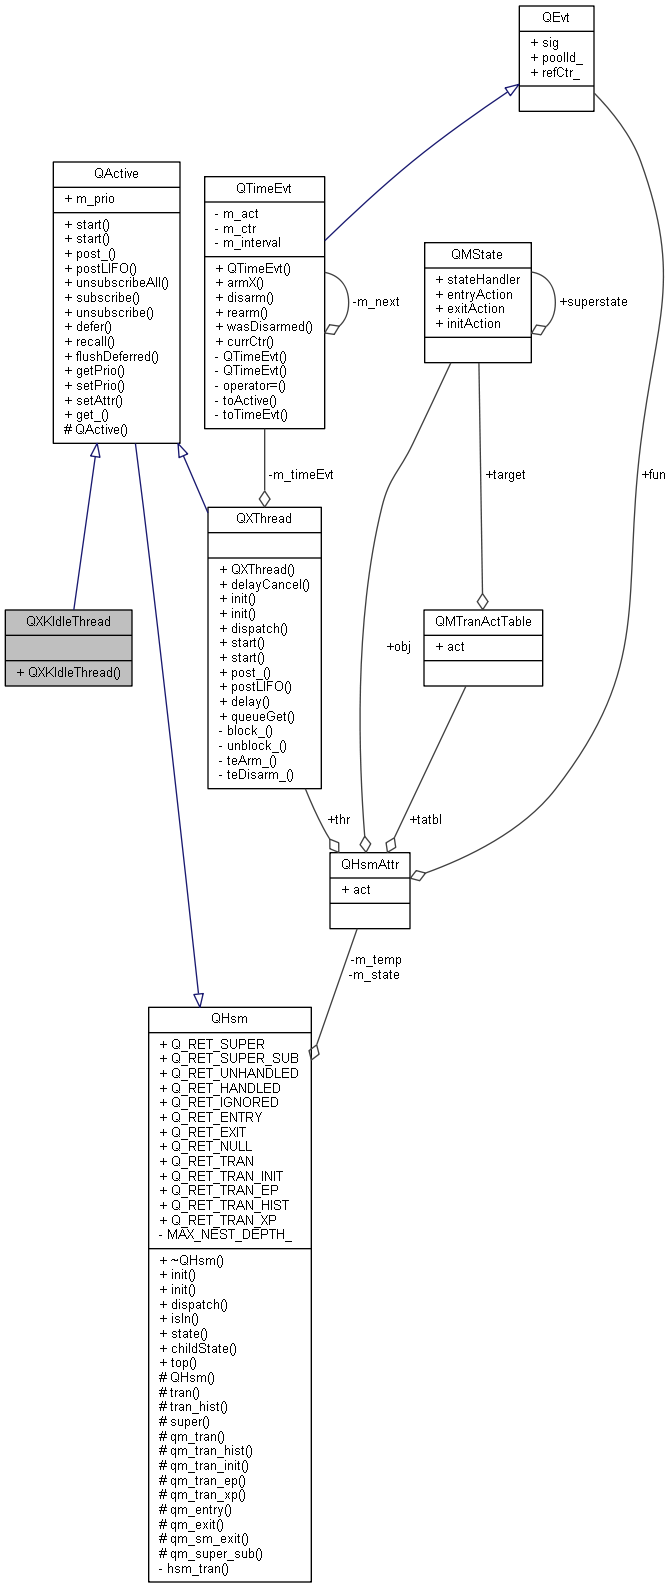 QEvt
+ sig
+ poolId_
+ refCtr_
QActive
+ m_prio
+ start()
+ start()
+ post_()
+ postLIFO()
+ unsubscribeAll()
+ subscribe()
+ unsubscribe()
+ defer()
+ recall()
+ flushDeferred()
+ getPrio()
+ setPrio()
+ setAttr()
+ get_()
# QActive()
QTimeEvt
- m_act
- m_ctr
- m_interval
+ QTimeEvt()
+ armX()
+ disarm()
+ rearm()
+ wasDisarmed()
+ currCtr()
- QTimeEvt()
- QTimeEvt()
- operator=()
- toActive()
- toTimeEvt()
-m_next
QMState
+ stateHandler
+ entryAction
+ exitAction
+ initAction
+superstate
-m_timeEvt
+target
+fun
QXThread
+ QXThread()
+ delayCancel()
+ init()
+ init()
+ dispatch()
+ start()
+ start()
+ post_()
+ postLIFO()
+ delay()
+ queueGet()
- block_()
- unblock_()
- teArm_()
- teDisarm_()
QXKIdleThread
+ QXKIdleThread()
QMTranActTable
+ act
+obj
+thr
+tatbl
QHsmAttr
+ act
-m_temp
-m_state
QHsm
+ Q_RET_SUPER
+ Q_RET_SUPER_SUB
+ Q_RET_UNHANDLED
+ Q_RET_HANDLED
+ Q_RET_IGNORED
+ Q_RET_ENTRY
+ Q_RET_EXIT
+ Q_RET_NULL
+ Q_RET_TRAN
+ Q_RET_TRAN_INIT
+ Q_RET_TRAN_EP
+ Q_RET_TRAN_HIST
+ Q_RET_TRAN_XP
- MAX_NEST_DEPTH_
+ ~QHsm()
+ init()
+ init()
+ dispatch()
+ isIn()
+ state()
+ childState()
+ top()
# QHsm()
# tran()
# tran_hist()
# super()
# qm_tran()
# qm_tran_hist()
# qm_tran_init()
# qm_tran_ep()
# qm_tran_xp()
# qm_entry()
# qm_exit()
# qm_sm_exit()
# qm_super_sub()
- hsm_tran()